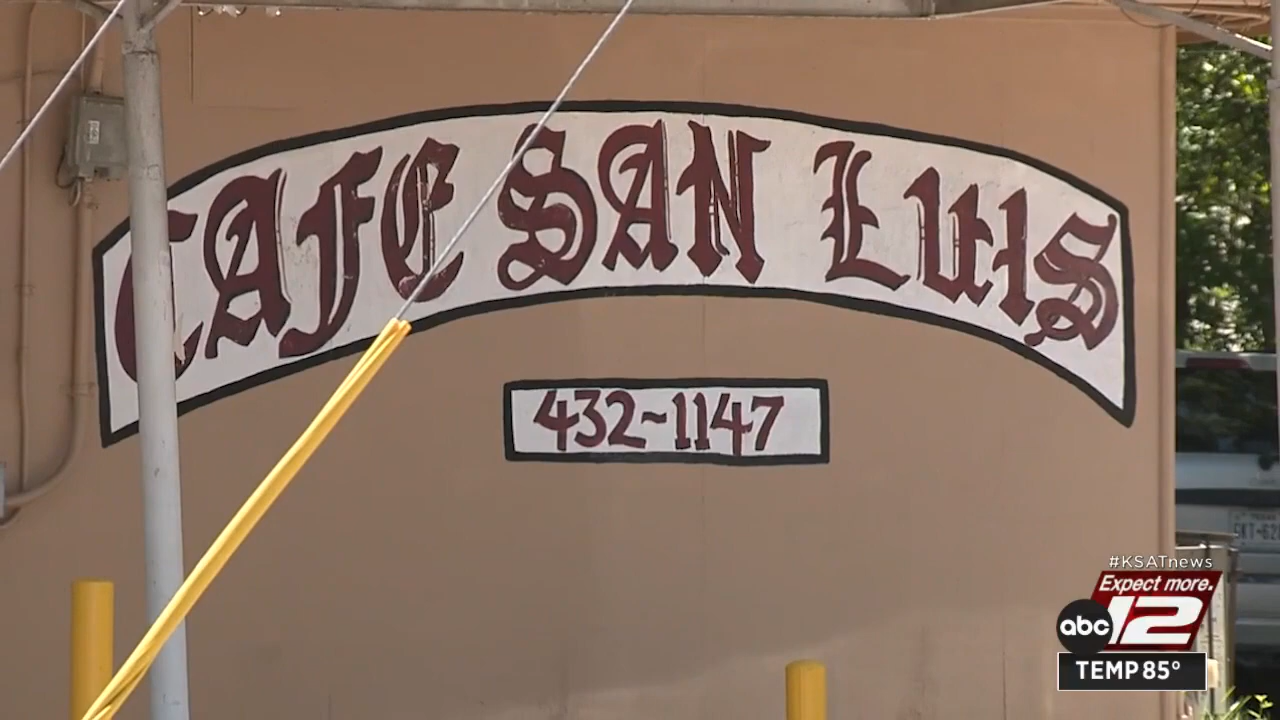 CAFE SAN LUIS
432-1147
#KSATnews
Expect more.
abc 12
TEMP 85°